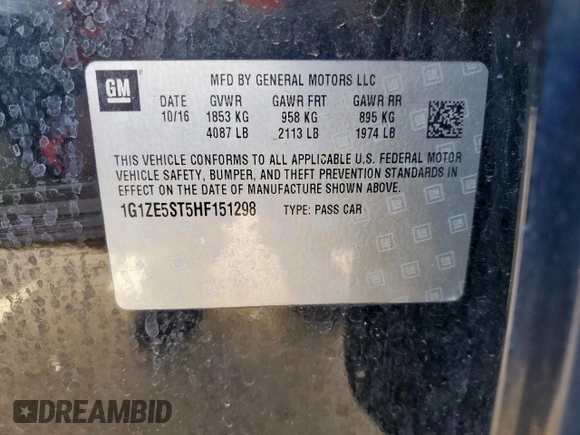 GM
MFD BY GENERAL MOTORS LLC
DATE GVWR GAWR FRT GAWR RR
10/16 1853 KG 958 KG 895 KG
4087 LB 2113 LB 1974 LB
THIS VEHICLE CONFORMS TO ALL APPLICABLE U.S. FEDERAL MOTOR
VEHICLE SAFETY, BUMPER, AND THEFT PREVENTION STANDARDS IN
EFFECT ON THE DATE OF MANUFACTURE SHOWN ABOVE.
1G1ZE5ST5HF151298 TYPE: PASS CAR
DREAMBID